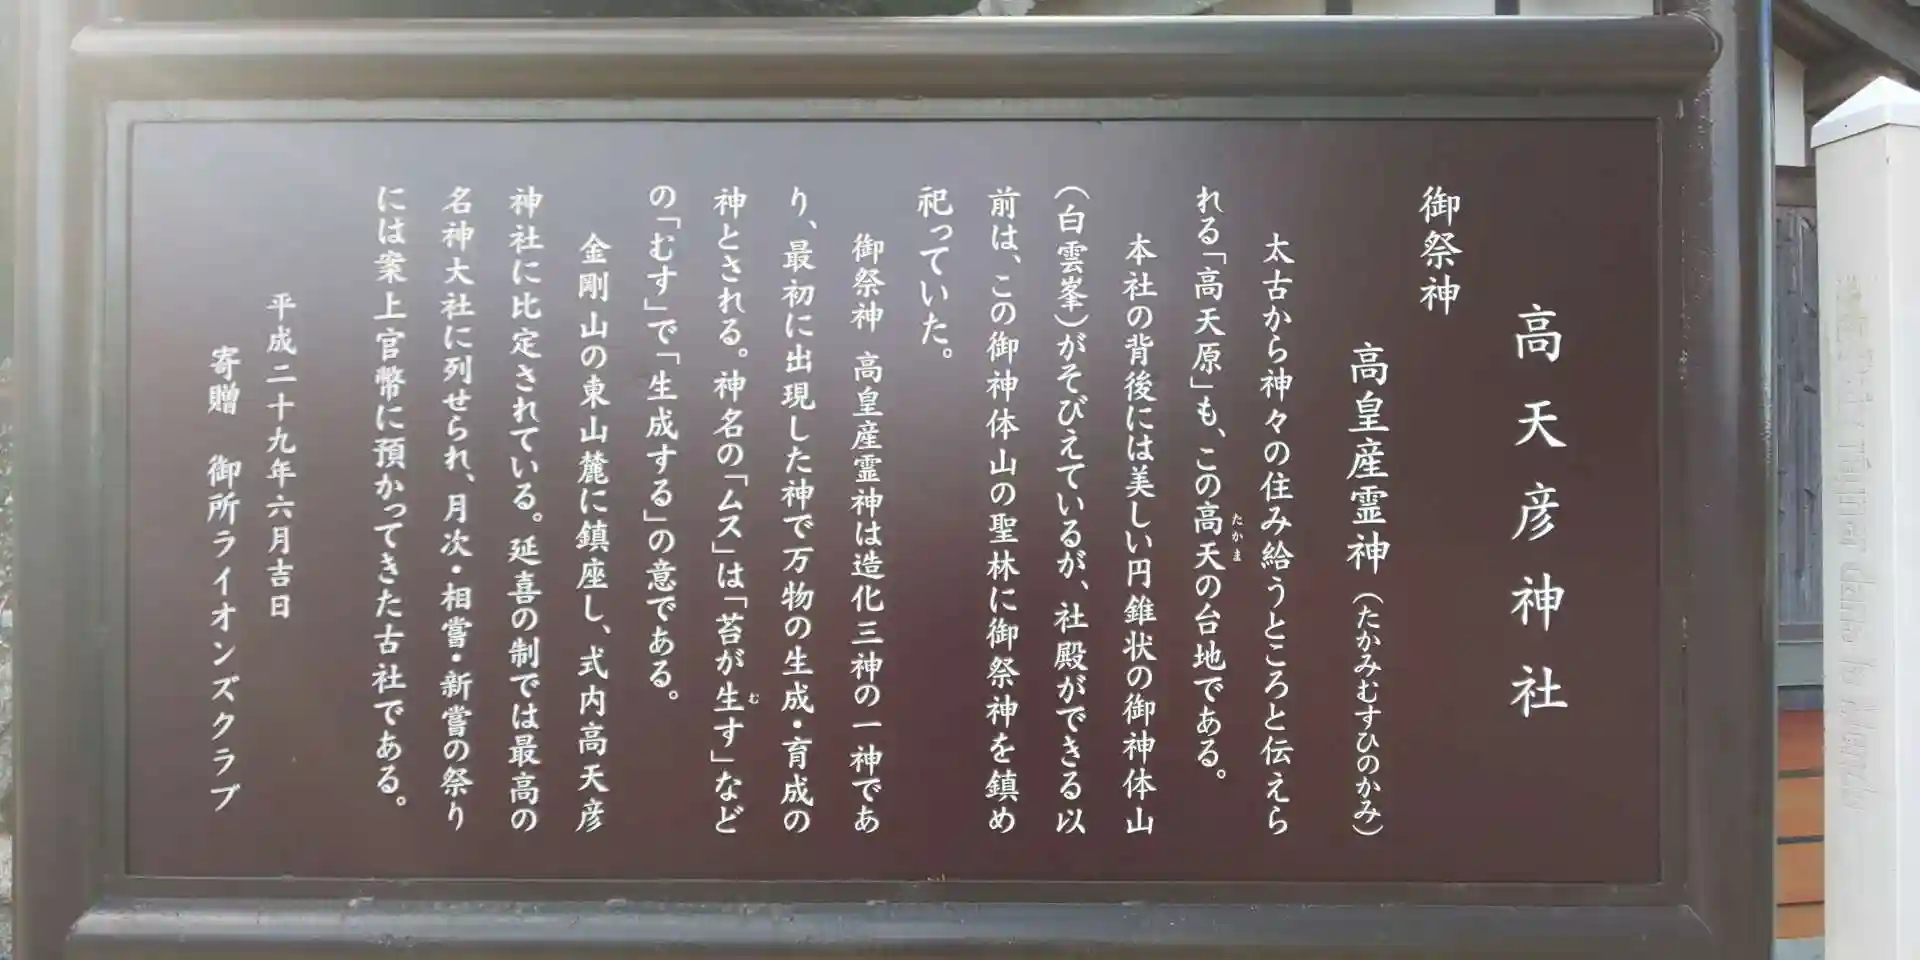 高天彦神社
御祭神
高皇産霊神（たかみむすひのかみ）
太古から神々の住み給うところと伝えら
れる「高天原」も、この高天の台地である。
たかま
本社の背後には美しい円錐状の御神体山
（白雲峯）がそびえているが、社殿ができる以
前は、この御神体山の聖林に御祭神を鎮め
祀っていた。
御祭神 高皇産霊神は造化三神の一神であ
り、最初に出現した神で万物の生成・育成の
神とされる。神名の「ムス」は「苔が生す」など
む
の「むす」で「生成する」の意である。
金剛山の東山麓に鎮座し、式内高天彦
神社に比定されている。延喜の制では最高の
名神大社に列せられ、月次・相嘗・新嘗の祭り
には案上官幣に預かってきた古社である。
平成二十九年六月吉日
寄贈 御所ライオンズクラブ